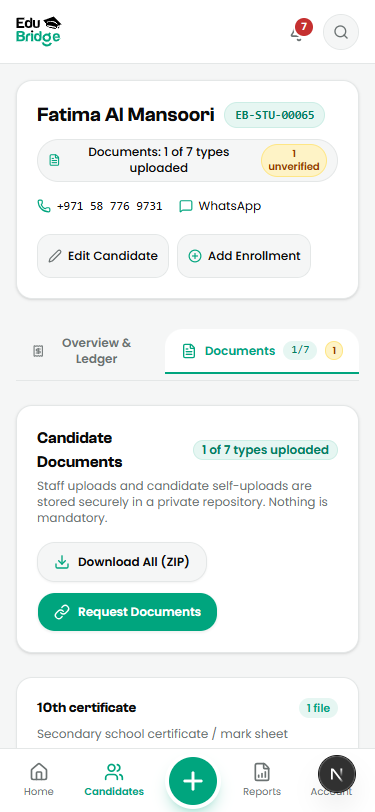 Edu
Bridge
7
Fatima Al Mansoori
EB-STU-00065
Documents: 1 of 7 types
uploaded
1
unverified
+971 58 776 9731
WhatsApp
Edit Candidate
Add Enrollment
Overview &
Ledger
Documents
1/7
1
Candidate
Documents
1 of 7 types uploaded
Staff uploads and candidate self-uploads are
stored securely in a private repository. Nothing is
mandatory.
Download All (ZIP)
Request Documents
10th certificate
1 file
Secondary school certificate / mark sheet
Home
Candidates
Reports
Account
N